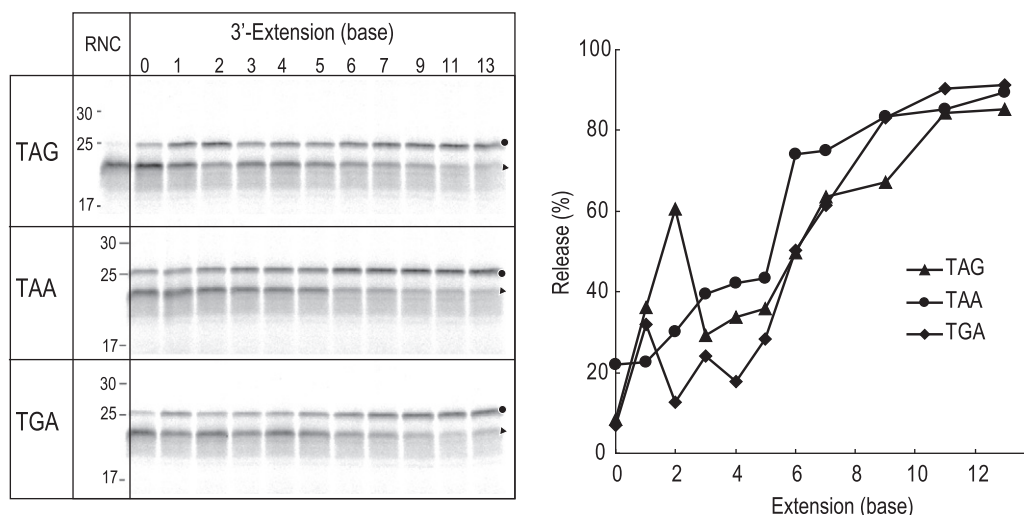 RNC
3'-Extension (base)
0 1 2 3 4 5 6 7 9 11 13
TAG
30
25
17
TAA
30
25
17
TGA
30
25
17
100
80
60
40
20
0
Release (%)
TAG
TAA
TGA
0 2 4 6 8 10 12
Extension (base)